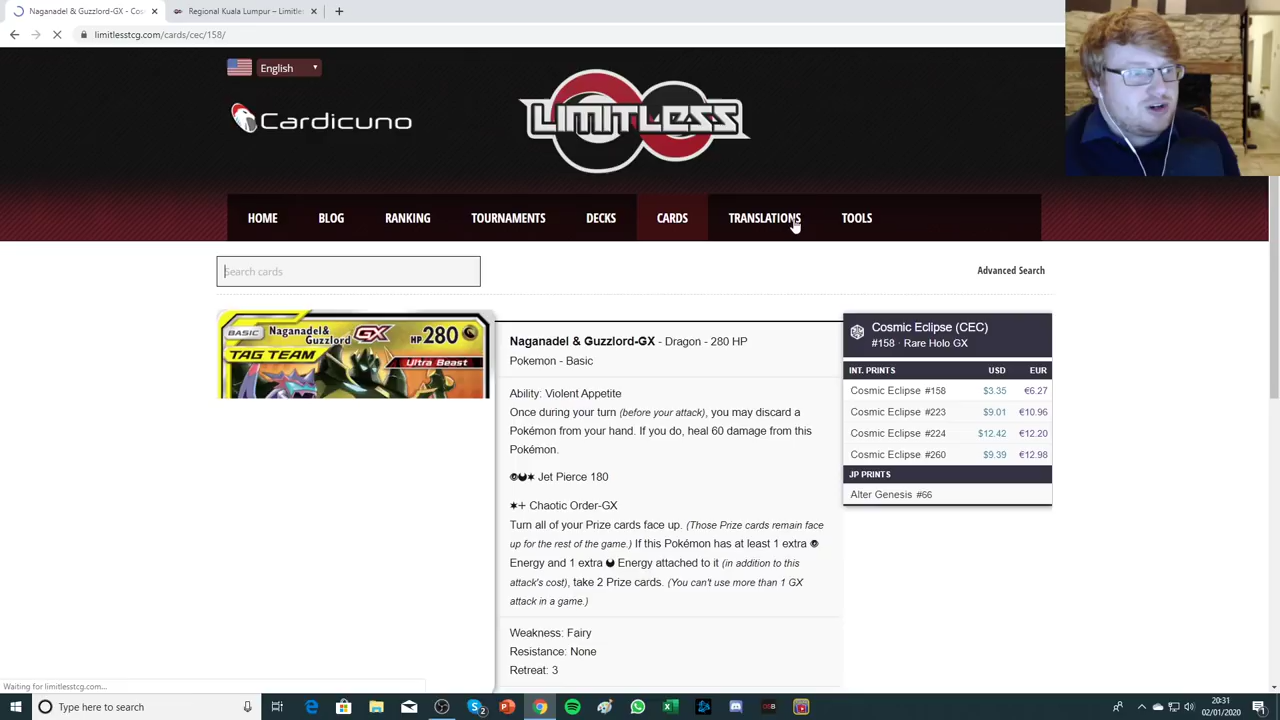 Naganadel & Guzzlord-GX - Cos
Regional Kuala Lumpur – Limitles
limitlesstcg.com/cards/cec/158/
English
Cardicuno
LIMITLESS
HOME
BLOG
RANKING
TOURNAMENTS
DECKS
CARDS
TRANSLATIONS
TOOLS
Search cards
Advanced Search
BASIC
Naganadel &
Guzzlord GX
HP 280
TAG TEAM
Ultra Beast
Naganadel & Guzzlord-GX - Dragon - 280 HP
Pokemon - Basic
Ability: Violent Appetite
Once during your turn (before your attack), you may discard a
Pokémon from your hand. If you do, heal 60 damage from this
Pokémon.
Jet Pierce 180
+ Chaotic Order-GX
Turn all of your Prize cards face up. (Those Prize cards remain face
up for the rest of the game.) If this Pokémon has at least 1 extra
Energy and 1 extra Energy attached to it (in addition to this
attack's cost), take 2 Prize cards. (You can't use more than 1 GX
attack in a game.)
Weakness: Fairy
Resistance: None
Retreat: 3
Cosmic Eclipse (CEC)
#158 · Rare Holo GX
INT. PRINTS USD EUR
Cosmic Eclipse #158 $3.35 €6.27
Cosmic Eclipse #223 $9.01 €10.96
Cosmic Eclipse #224 $12.42 €12.20
Cosmic Eclipse #260 $9.39 €12.98
JP PRINTS
Alter Genesis #66
Waiting for limitlesstcg.com...
Type here to search
20:31
02/01/2020